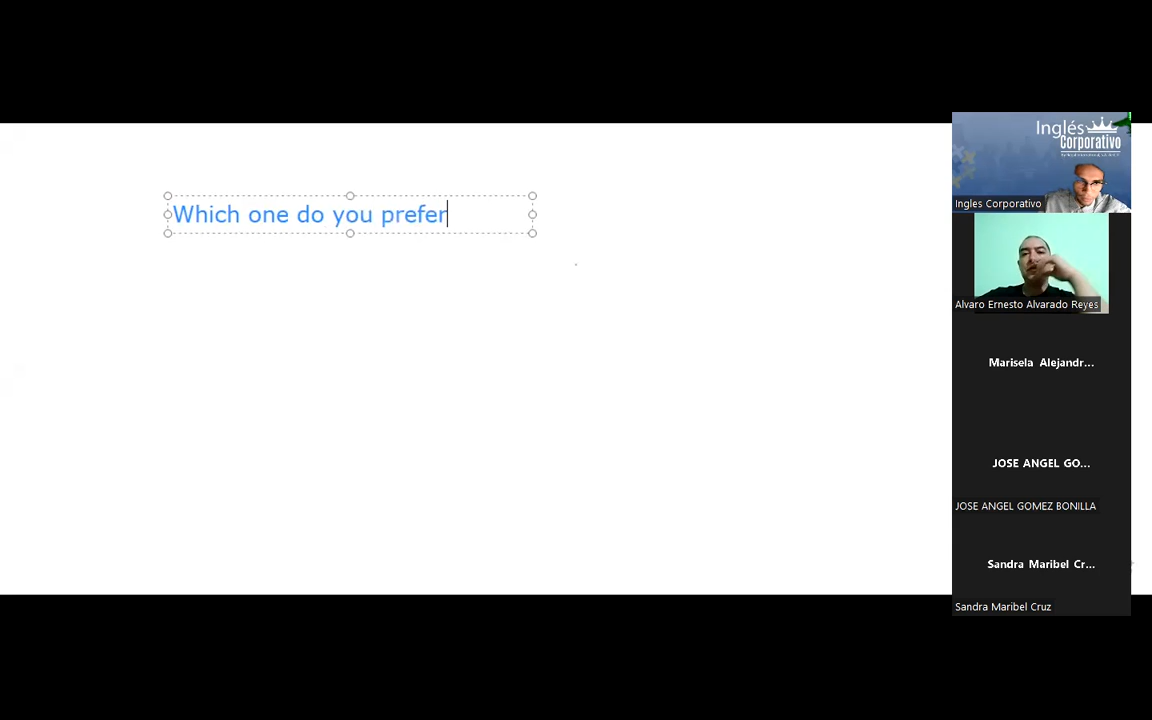 Which one do you prefer
Inglés
Corporativo
Ingles Corporativo
Alvaro Ernesto Alvarado Reyes
Marisela Alejandr...
JOSE ANGEL GO...
JOSE ANGEL GOMEZ BONILLA
Sandra Maribel Cr...
Sandra Maribel Cruz